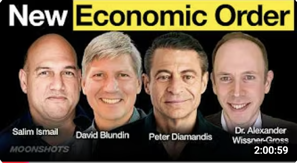 New Economic Order
Salim Ismail
David Blundin
Peter Diamandis
Dr. Alexander
Wissner-Gross
MOONSHOTS
2:00:59